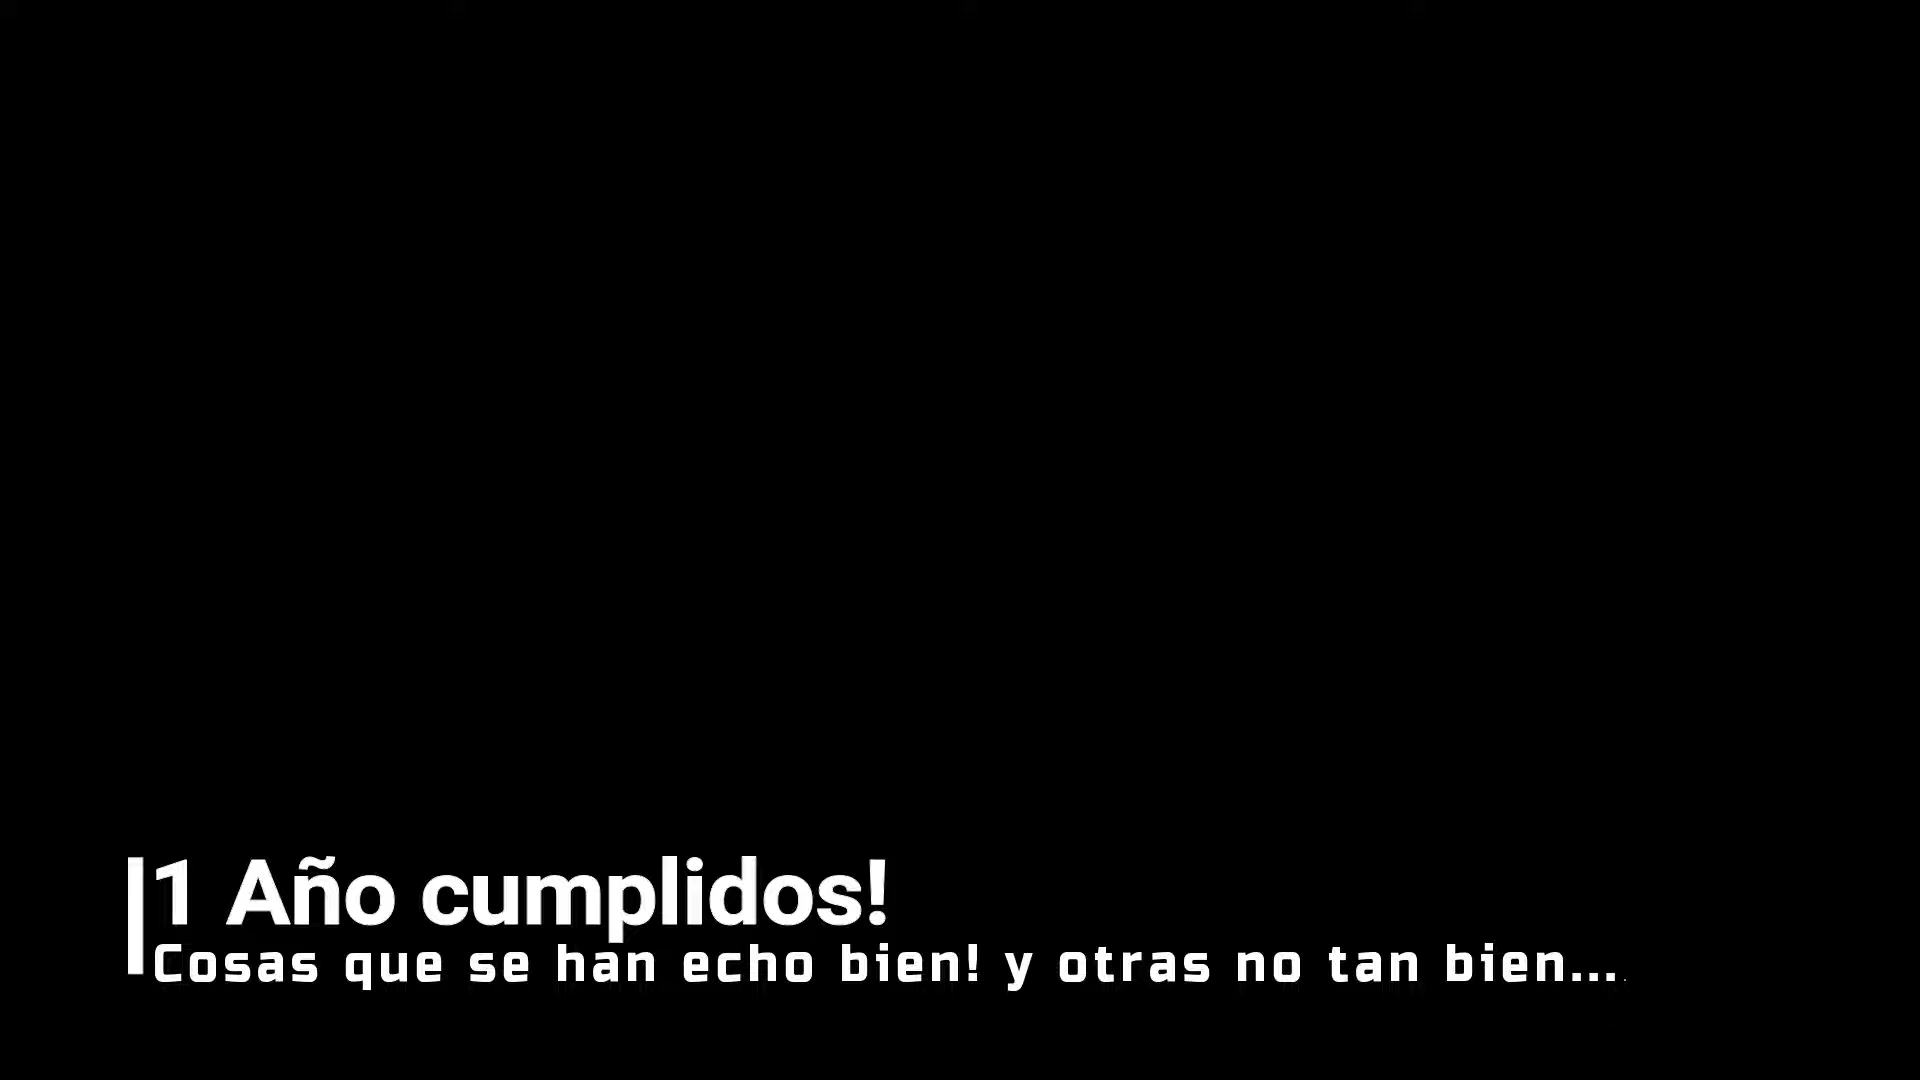 1 Año cumplidos!
Cosas que se han echo bien! y otras no tan bien...